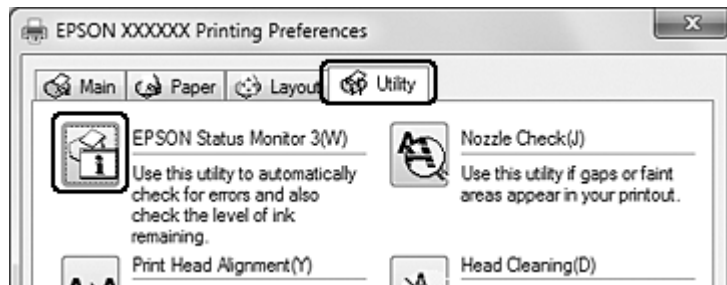 EPSON XXXXXX Printing Preferences
Main Paper Layout Utility
EPSON Status Monitor 3(W)
Use this utility to automatically
check for errors and also
check the level of ink
remaining.
Nozzle Check(J)
Use this utility if gaps or faint
areas appear in your printout.
Print Head Alignment(Y)
Head Cleaning(D)